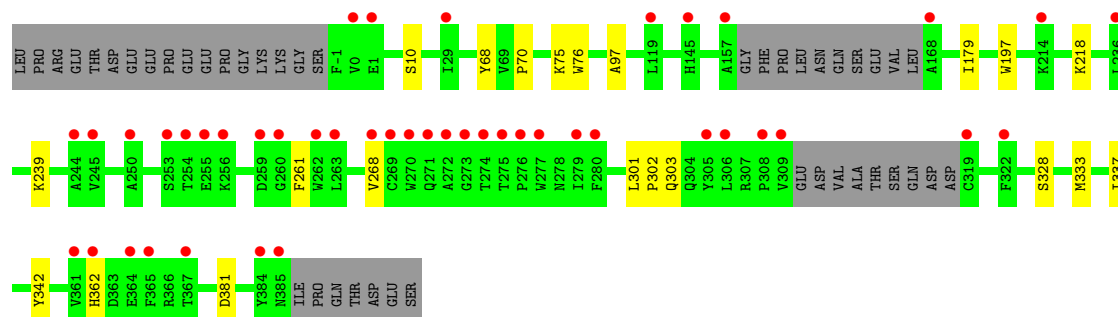 LEU PRO ARG GLU THR ASP GLU GLU PRO GLU GLU PRO GLY LYS LYS GLY SER F-1 V0 E1 S10 I29 Y68 V69 P70 K75 W76 A97 L119 H145 A157 GLY PHE PRO LEU ASN GLN SER GLU VAL LEU A168 I179 W197 K214 K218 L236
K239 A244 V245 A250 S253 T254 E255 K256 D259 G260 F261 W262 L263 V268 C269 W270 Q271 A272 G273 T274 T275 P276 W277 N278 I279 F280 L301 P302 Q303 Q304 Y305 L306 R307 P308 V309 GLU ASP VAL ALA THR SER GLN ASP ASP C319 F322 S328 M333
Y342 V361 H362 D363 E364 F365 R366 T367 D381 Y384 N385 ILE PRO GLN THR ASP GLU SER